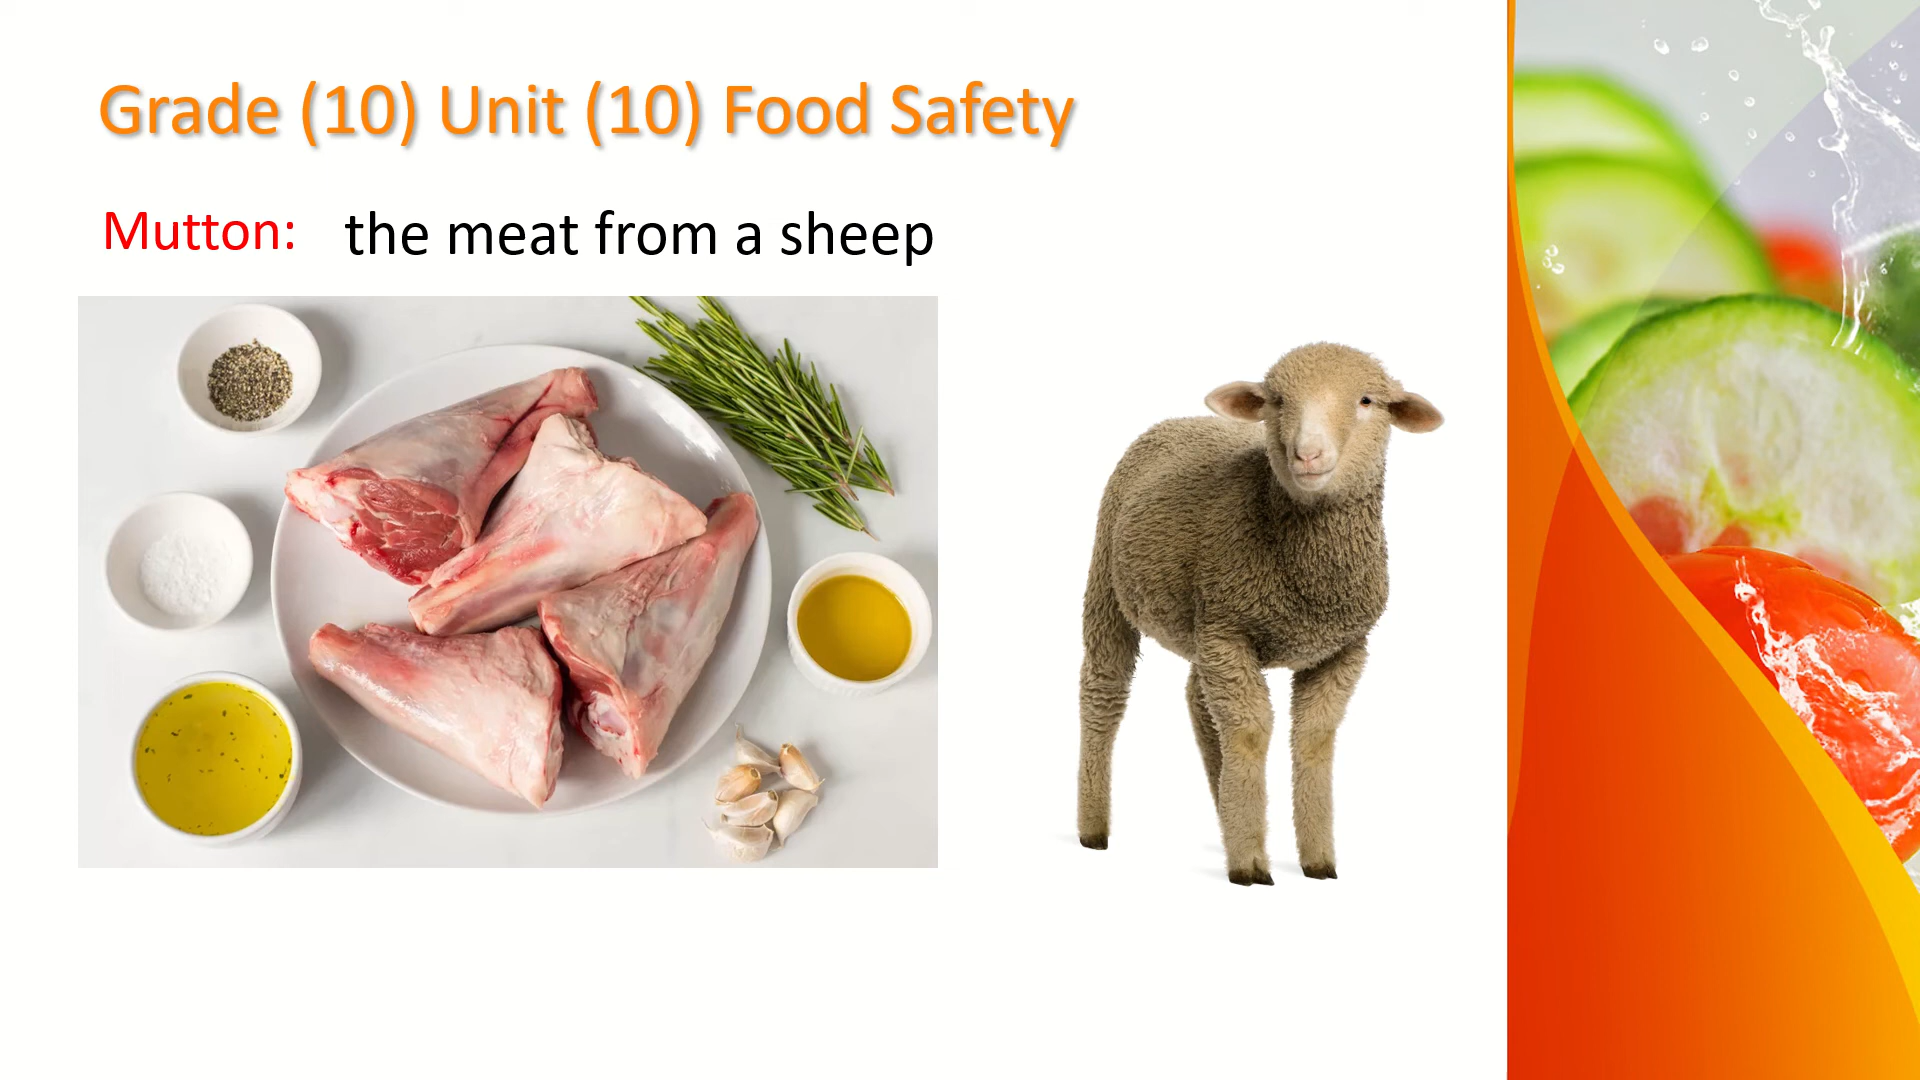 Grade (10) Unit (10) Food Safety
Mutton: the meat from a sheep